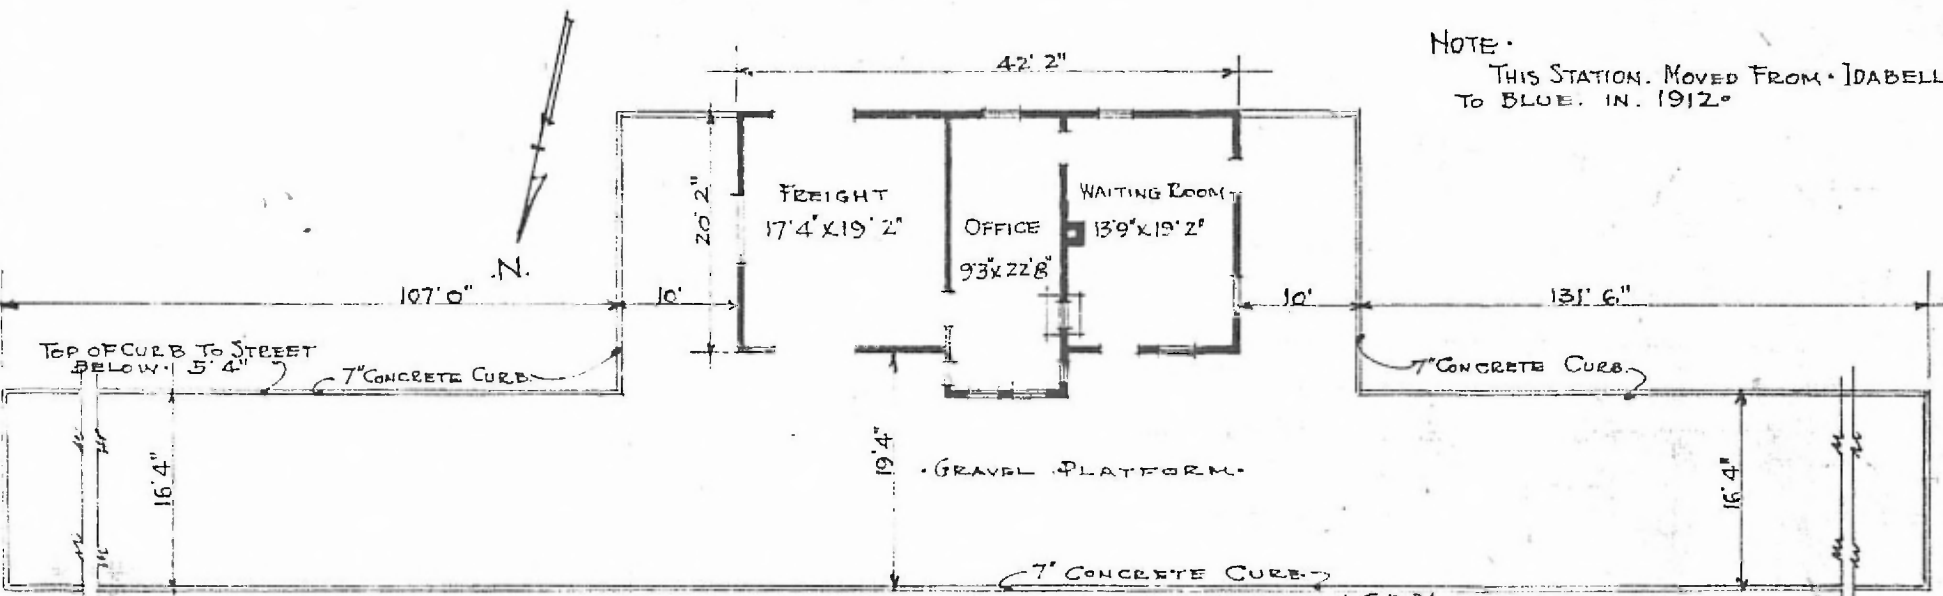 NOTE.
THIS STATION. MOVED FROM. IDABELL
TO BLUE. IN. 1912.
42' 2"
20' 2"
FREIGHT
17'4" X 19' 2"
OFFICE
9'3" X 22'8"
WAITING ROOM
13'9" X 19' 2"
.N.
107' 0"
10'
10'
131' 6"
TOP OF CURB TO STREET
BELOW. 5' 4"
7" CONCRETE CURB.
7" CONCRETE CURB.
16' 4"
19' 4"
. GRAVEL . PLATFORM.
16' 4"
7" CONCRETE CURB